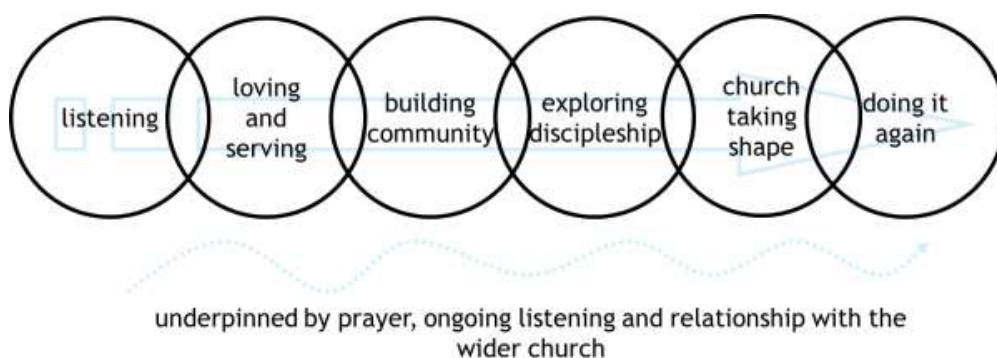 listening
loving
and
serving
building
community
exploring
discipleship
church
taking
shape
doing it
again
underpinned by prayer, ongoing listening and relationship with the
wider church